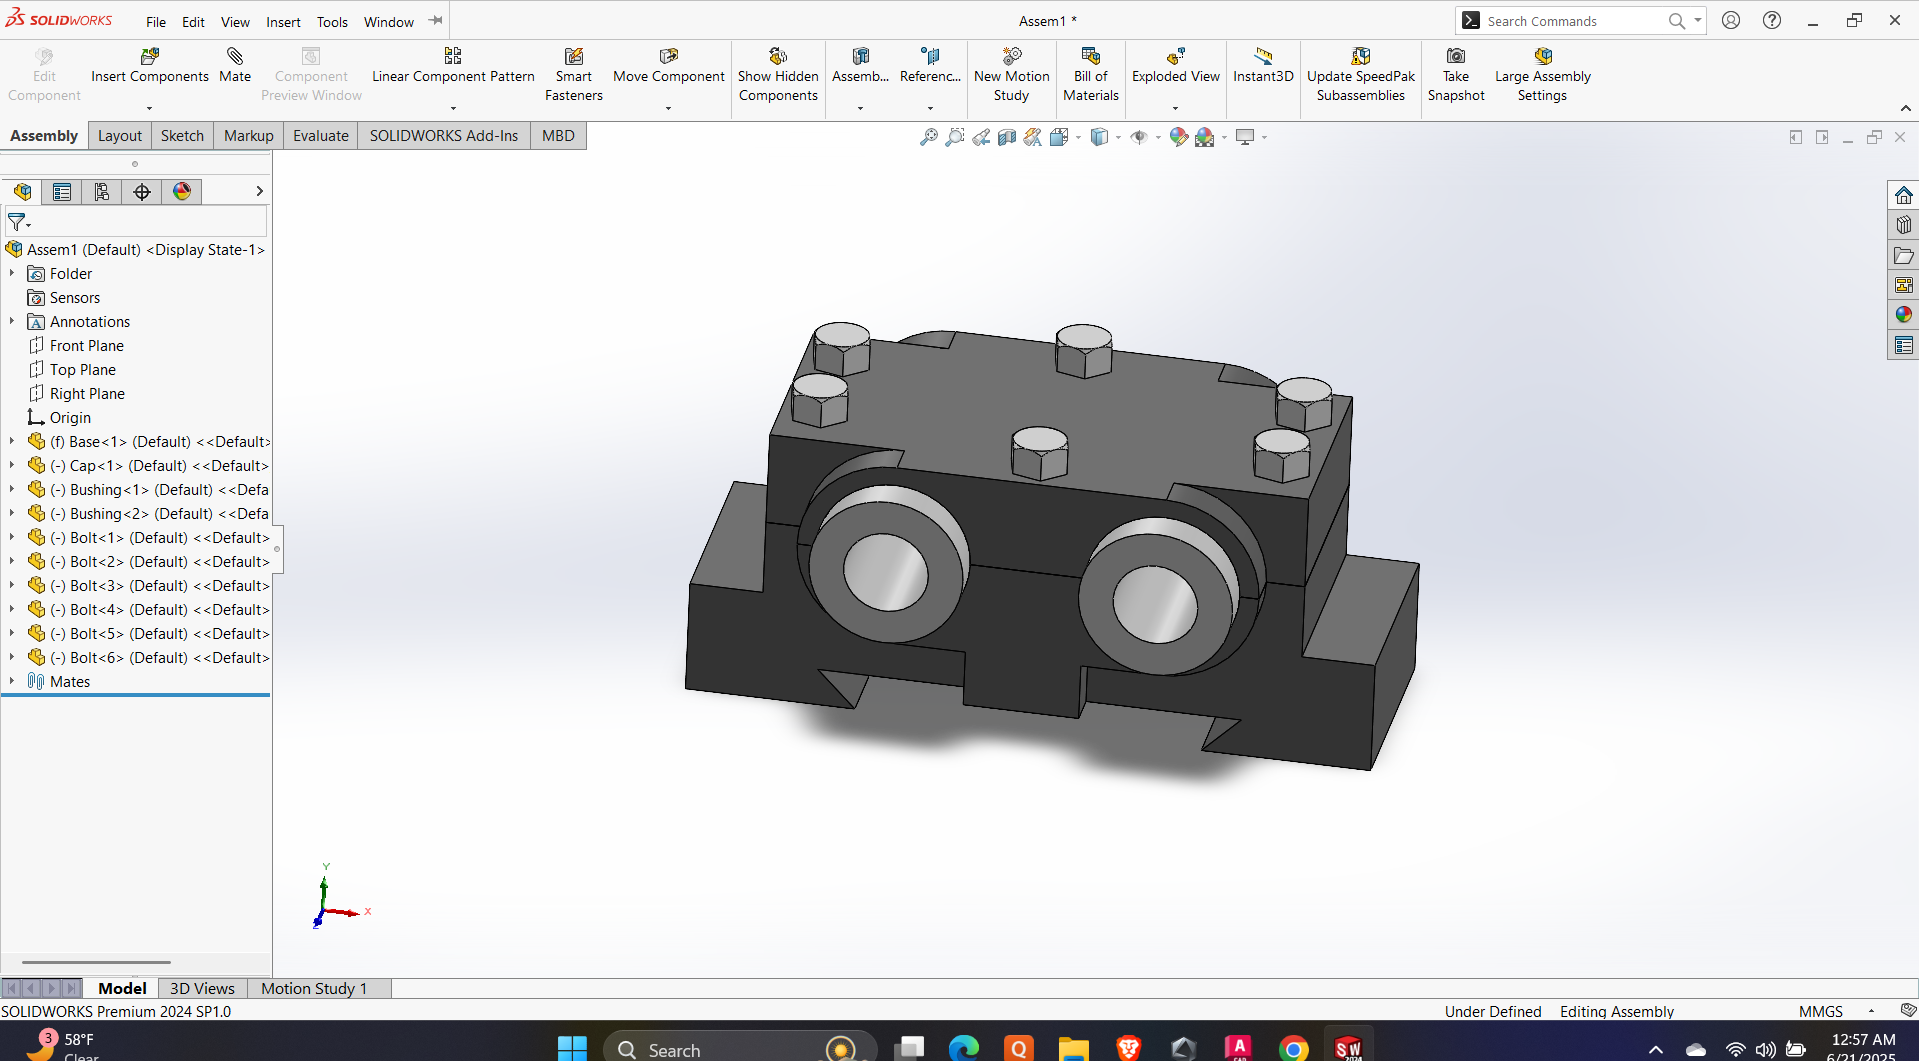 SOLIDWORKS File Edit View Insert Tools Window Assem1 * Search Commands
Edit Component
Insert Components
Mate
Component Preview Window
Linear Component Pattern
Smart Fasteners
Move Component
Show Hidden Components
Assemb...
Referenc...
New Motion Study
Bill of Materials
Exploded View
Instant3D
Update SpeedPak Subassemblies
Take Snapshot
Large Assembly Settings
Assembly Layout Sketch Markup Evaluate SOLIDWORKS Add-Ins MBD
Assem1 (Default) <Display State-1>
Folder
Sensors
Annotations
Front Plane
Top Plane
Right Plane
Origin
(f) Base<1> (Default) <<Default>
(-) Cap<1> (Default) <<Default>
(-) Bushing<1> (Default) <<Defa
(-) Bushing<2> (Default) <<Defa
(-) Bolt<1> (Default) <<Default>
(-) Bolt<2> (Default) <<Default>
(-) Bolt<3> (Default) <<Default>
(-) Bolt<4> (Default) <<Default>
(-) Bolt<5> (Default) <<Default>
(-) Bolt<6> (Default) <<Default>
Mates
Y
X
Z
Model 3D Views Motion Study 1
SOLIDWORKS Premium 2024 SP1.0 Under Defined Editing Assembly MMGS
3 58°F Search 12:57 AM
Clear 6/21/2025